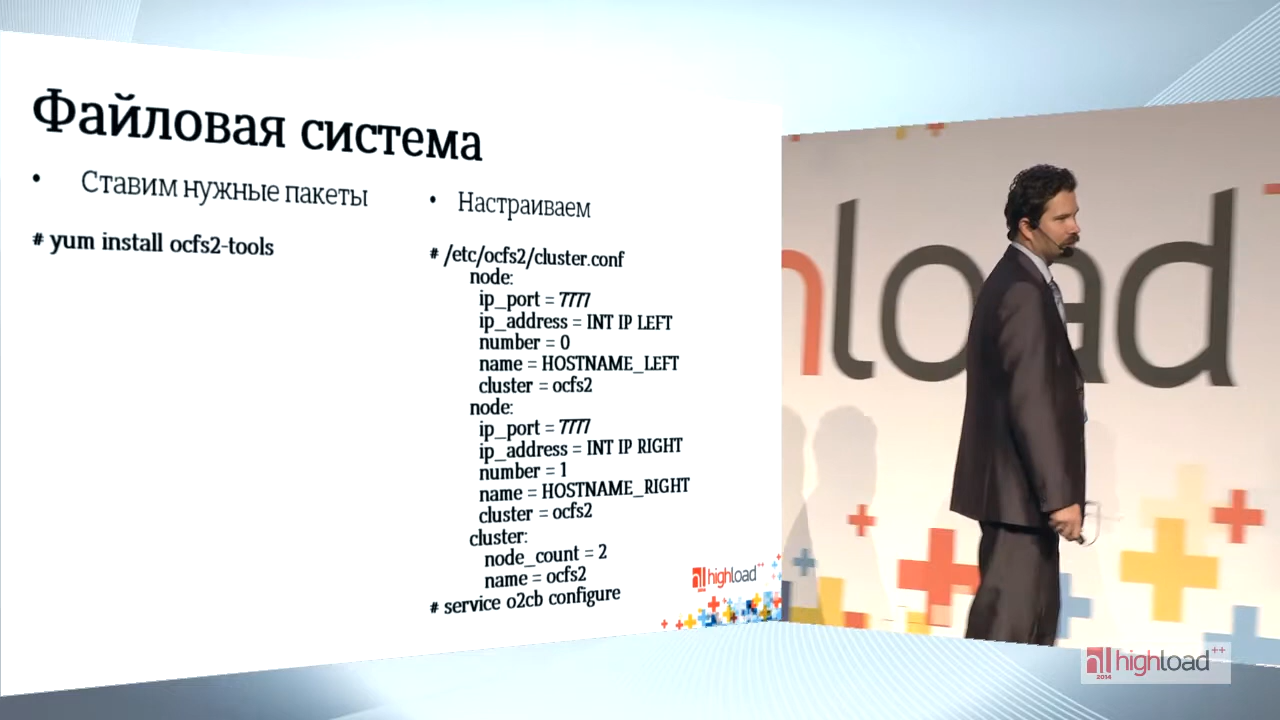 Файловая система
• Ставим нужные пакеты
# yum install ocfs2-tools
• Настраиваем
# /etc/ocfs2/cluster.conf
node:
ip_port = 7777
ip_address = INT IP LEFT
number = 0
name = HOSTNAME_LEFT
cluster = ocfs2
node:
ip_port = 7777
ip_address = INT IP RIGHT
number = 1
name = HOSTNAME_RIGHT
cluster = ocfs2
cluster:
node_count = 2
name = ocfs2
# service o2cb configure
highload++
hload
highload++
2014